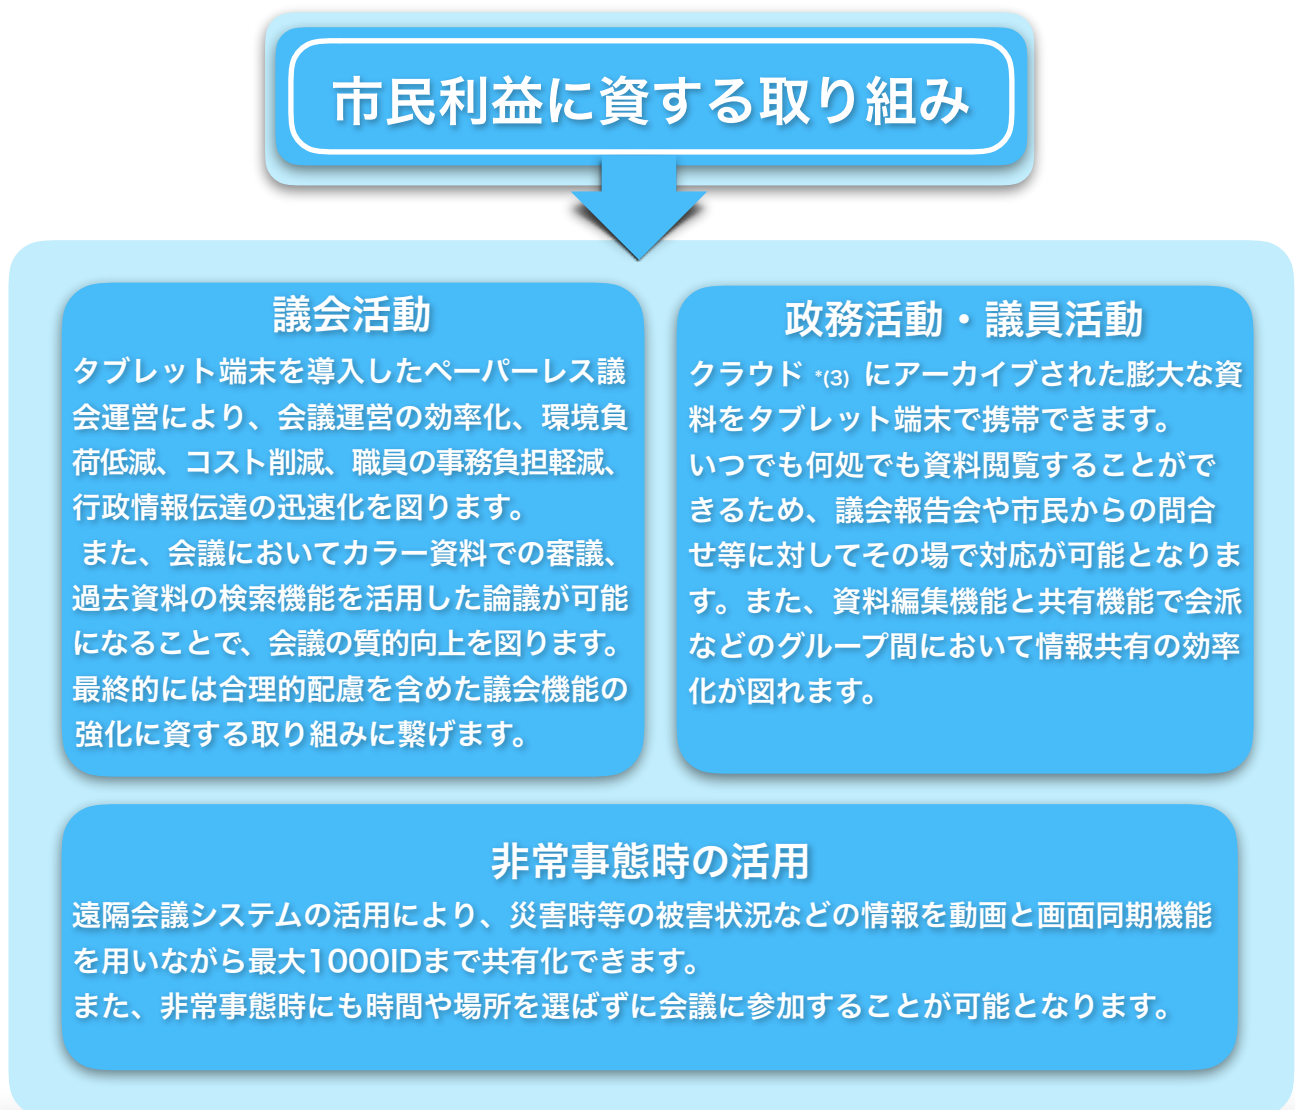 市民利益に資する取り組み
議会活動
タブレット端末を導入したペーパーレス議
会運営により、会議運営の効率化、環境負
荷低減、コスト削減、職員の事務負担軽減、
行政情報伝達の迅速化を図ります。
また、会議においてカラー資料での審議、
過去資料の検索機能を活用した論議が可能
になることで、会議の質的向上を図ります。
最終的には合理的配慮を含めた議会機能の
強化に資する取り組みに繋げます。
政務活動・議員活動
クラウド *(3) にアーカイブされた膨大な資
料をタブレット端末で携帯できます。
いつでも何処でも資料閲覧することがで
きるため、議会報告会や市民からの問合
せ等に対してその場で対応が可能となりま
す。また、資料編集機能と共有機能で会派
などのグループ間において情報共有の効率
化が図れます。
非常事態時の活用
遠隔会議システムの活用により、災害時等の被害状況などの情報を動画と画面同期機能
を用いながら最大1000IDまで共有化できます。
また、非常事態時にも時間や場所を選ばずに会議に参加することが可能となります。